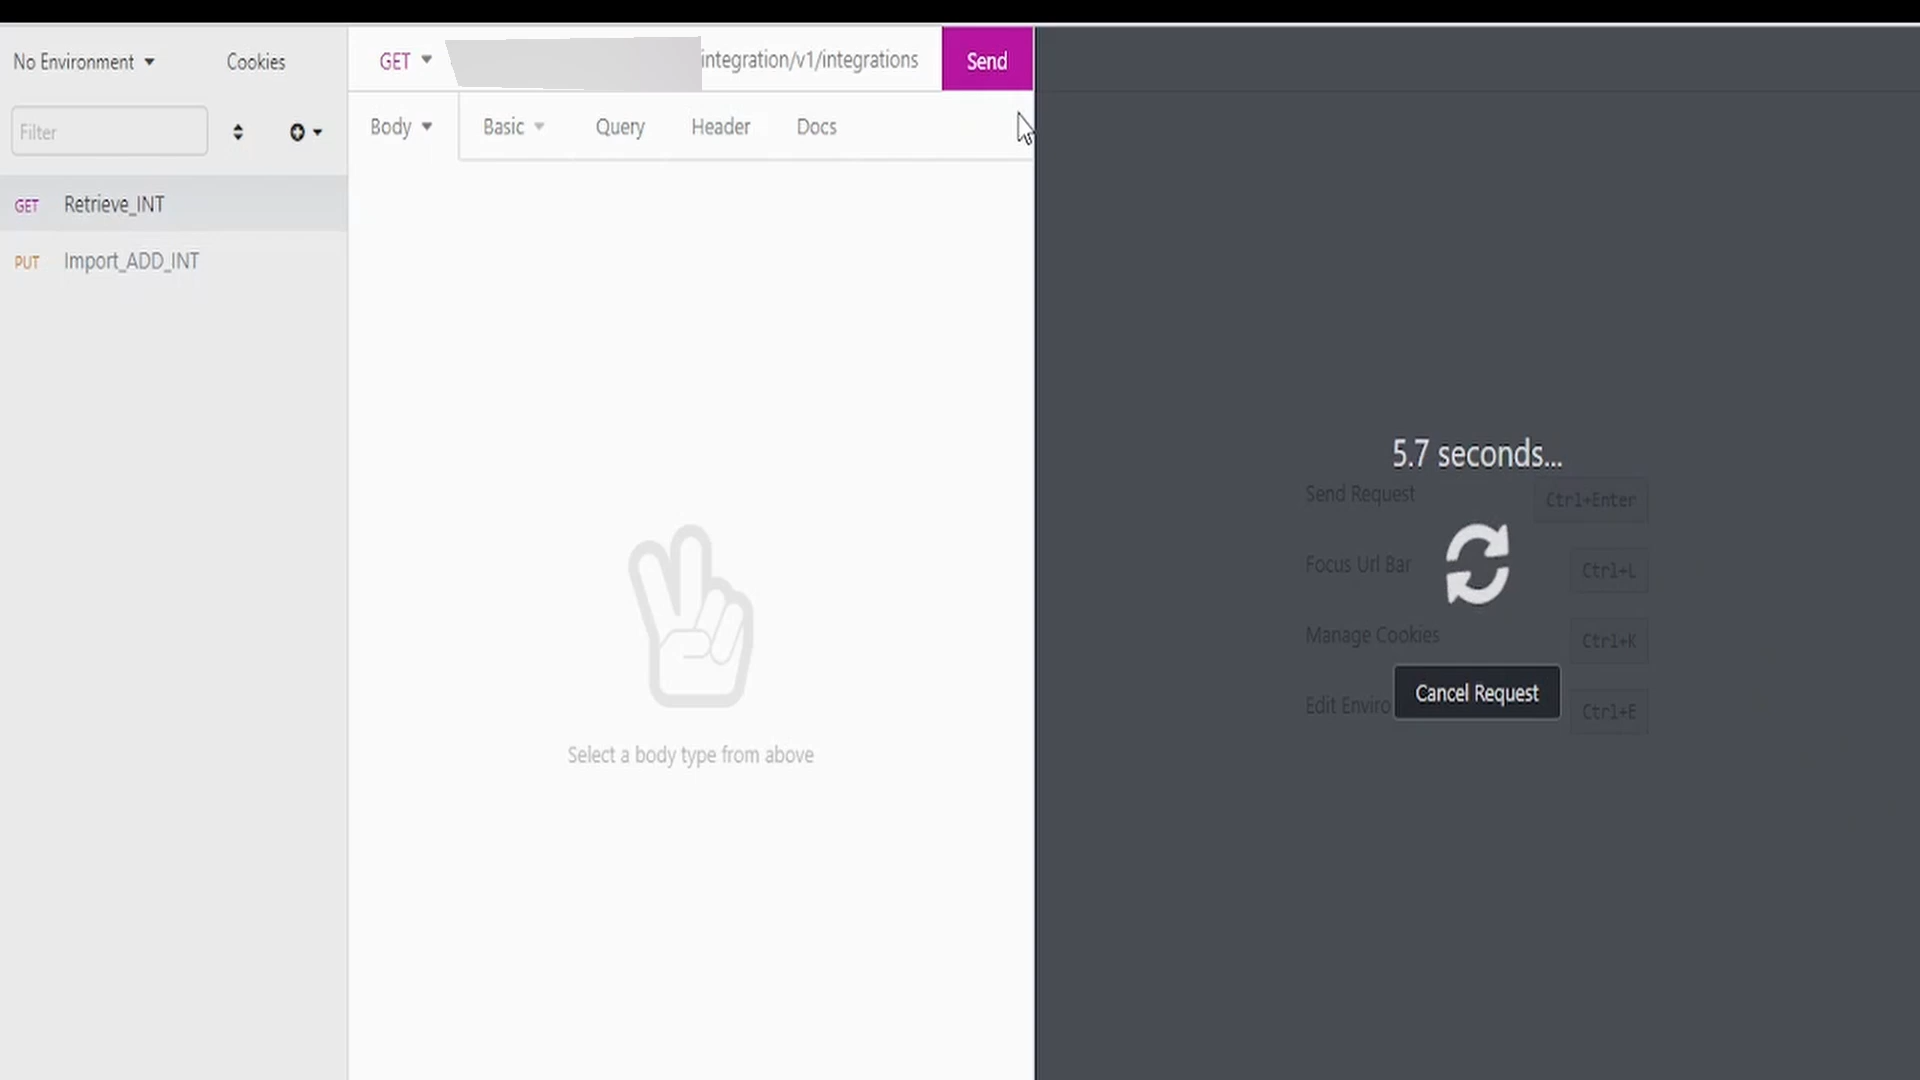 No Environment
Cookies
GET
integration/v1/integrations
Send
Filter
Body
Basic
Query
Header
Docs
GET Retrieve_INT
PUT Import_ADD_INT
Select a body type from above
5.7 seconds...
Send Request Ctrl+Enter
Focus Url Bar Ctrl+L
Manage Cookies Ctrl+K
Cancel Request
Edit Enviro Ctrl+E